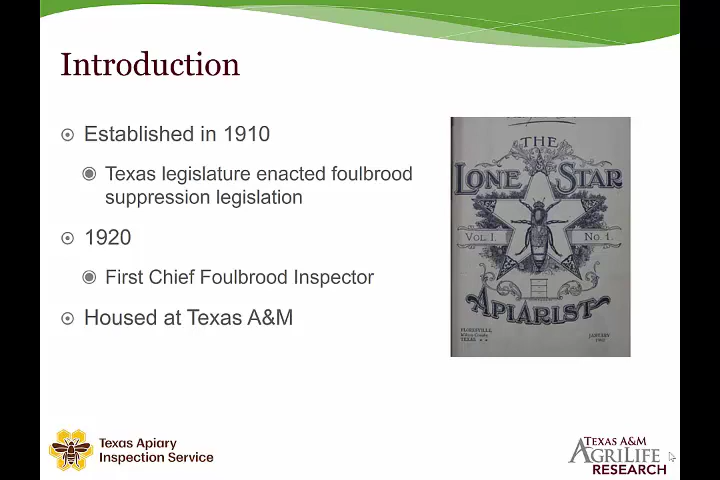 Introduction
Established in 1910
Texas legislature enacted foulbrood
suppression legislation
1920
First Chief Foulbrood Inspector
Housed at Texas A&M
THE
LONE STAR
VOL. I.
NO. 1.
APIARIST
FLORESVILLE,
TEXAS
JANUARY
Texas Apiary
Inspection Service
TEXAS A&M
AGRILIFE
RESEARCH